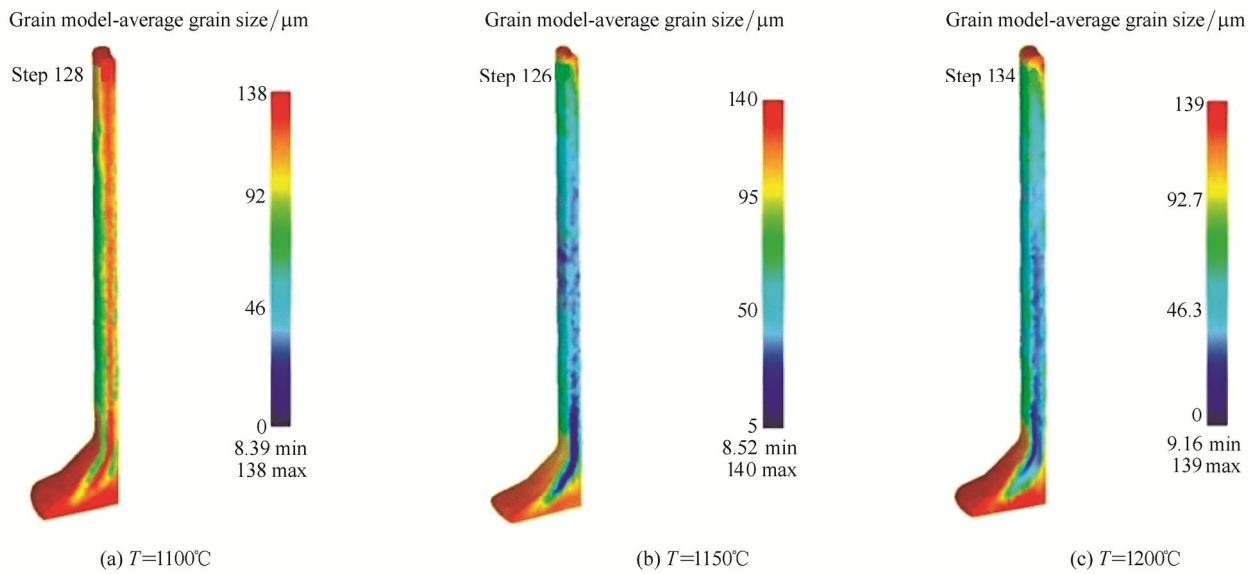 Grain model-average grain size/μm
Step 128
138
92
46
0
8.39 min
138 max
(a) T=1100℃
Grain model-average grain size/μm
Step 126
140
95
50
5
8.52 min
140 max
(b) T=1150℃
Grain model-average grain size/μm
Step 134
139
92.7
46.3
0
9.16 min
139 max
(c) T=1200℃